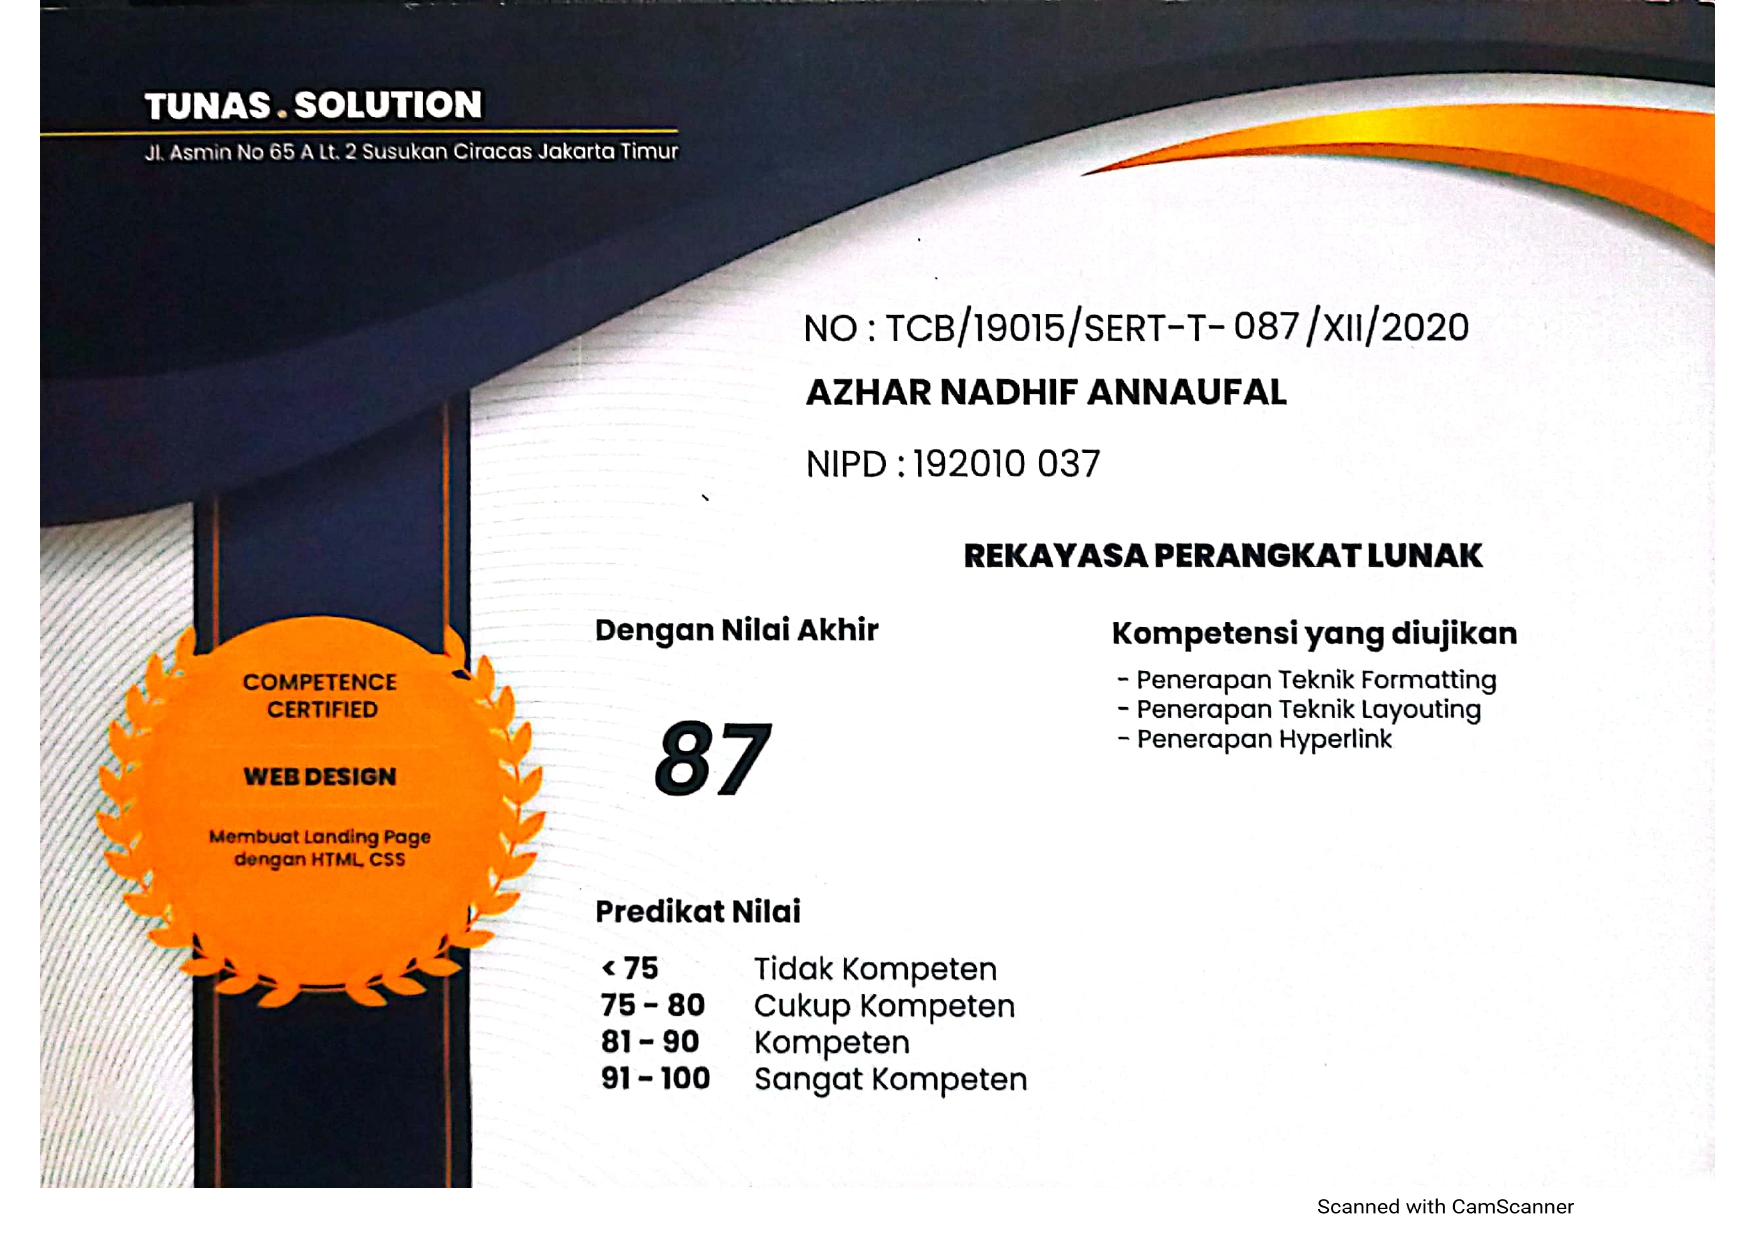 TUNAS . SOLUTION
Jl. Asmin No 65 A Lt. 2 Susukan Ciracas Jakarta Timur
NO : TCB/19015/SERT-T- 087 /XII/2020
AZHAR NADHIF ANNAUFAL
NIPD : 192010 037
REKAYASA PERANGKAT LUNAK
Dengan Nilai Akhir
87
Kompetensi yang diujikan
- Penerapan Teknik Formatting
- Penerapan Teknik Layouting
- Penerapan Hyperlink
COMPETENCE
CERTIFIED
WEB DESIGN
Membuat Landing Page
dengan HTML, CSS
Predikat Nilai
< 75 Tidak Kompeten
75 - 80 Cukup Kompeten
81 - 90 Kompeten
91 - 100 Sangat Kompeten
Scanned with CamScanner